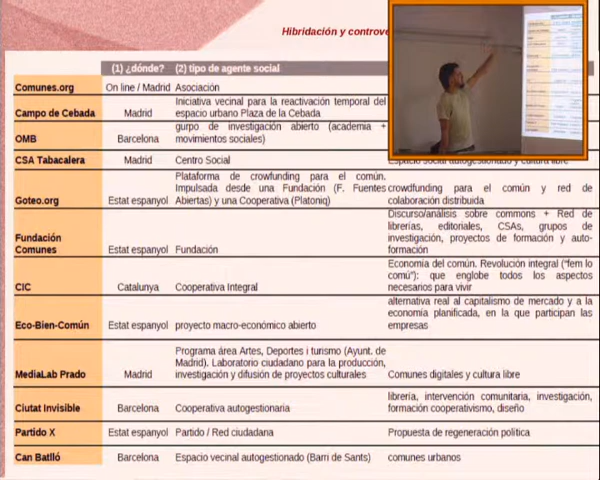 Hibridación y controve
(1) ¿dónde? (2) tipo de agente social
Comunes.org On line / Madrid Asociación
Iniciativa vecinal para la reactivación temporal del
Campo de Cebada Madrid espacio urbano Plaza de la Cebada
gurpo de investigación abierto (academia +
OMB Barcelona movimientos sociales)
CSA Tabacalera Madrid Centro Social Espacio social autogestionado y cultura libre
Plataforma de crowfunding para el común.
Impulsada desde una Fundación (F. Fuentes crowdfunding para el común y red de
Goteo.org Estat espanyol Abiertas) y una Cooperativa (Platoniq) colaboración distribuida
Discurso/análisis sobre commons + Red de
librerías, editoriales, CSAs, grupos de
Fundación investigación, proyectos de formación y auto-
Comunes Estat espanyol Fundación formación
Economía del común. Revolución integral ("fem lo
comú"): que englobe todos los aspectos
CIC Catalunya Cooperativa Integral necesarios para vivir
alternativa real al capitalismo de mercado y a la
economía planificada, en la que participan las
Eco-Bien-Común Estat espanyol proyecto macro-económico abierto empresas
Programa área Artes, Deportes i turismo (Ayunt. de
Madrid). Laboratorio ciudadano para la producción,
MediaLab Prado Madrid investigación y difusión de proyectos culturales Comunes digitales y cultura libre
librería, intervención comunitaria, investigación,
Ciutat Invisible Barcelona Cooperativa autogestionaria formación cooperativismo, diseño
Partido X Estat espanyol Partido / Red ciudadana Propuesta de regeneración política
Can Batlló Barcelona Espacio vecinal autogestionado (Barri de Sants) comunes urbanos